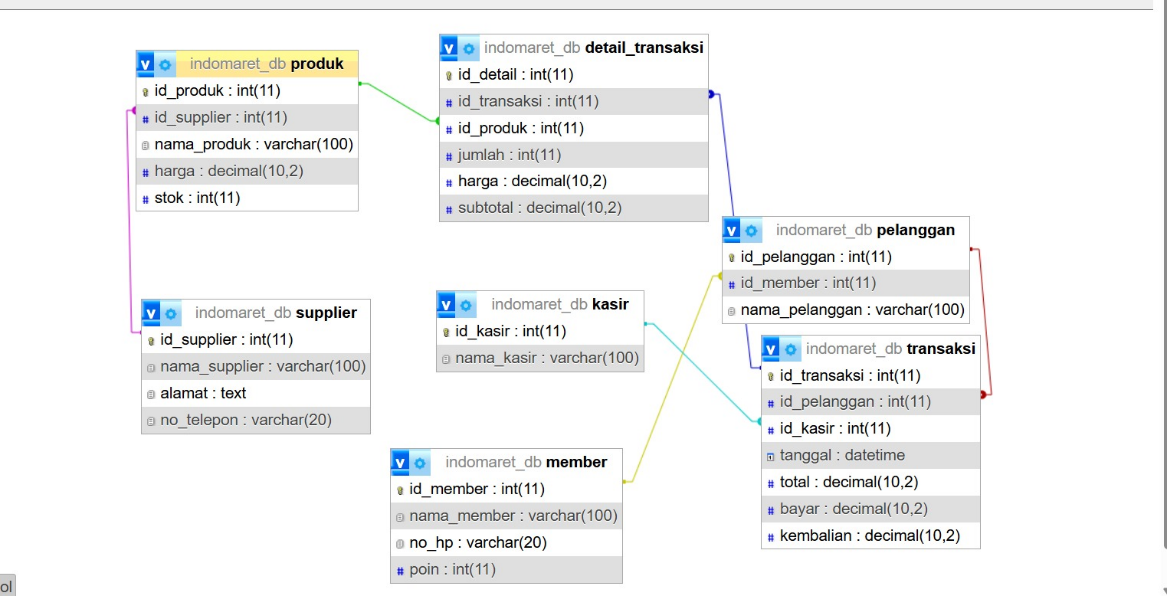 indomaret_db produk
id_produk : int(11)
id_supplier : int(11)
nama_produk : varchar(100)
harga : decimal(10,2)
stok : int(11)
indomaret_db detail_transaksi
id_detail : int(11)
id_transaksi : int(11)
id_produk : int(11)
jumlah : int(11)
harga : decimal(10,2)
subtotal : decimal(10,2)
indomaret_db pelanggan
id_pelanggan : int(11)
id_member : int(11)
nama_pelanggan : varchar(100)
indomaret_db supplier
id_supplier : int(11)
nama_supplier : varchar(100)
alamat : text
no_telepon : varchar(20)
indomaret_db kasir
id_kasir : int(11)
nama_kasir : varchar(100)
indomaret_db transaksi
id_transaksi : int(11)
id_pelanggan : int(11)
id_kasir : int(11)
tanggal : datetime
total : decimal(10,2)
bayar : decimal(10,2)
kembalian : decimal(10,2)
indomaret_db member
id_member : int(11)
nama_member : varchar(100)
no_hp : varchar(20)
poin : int(11)
ol